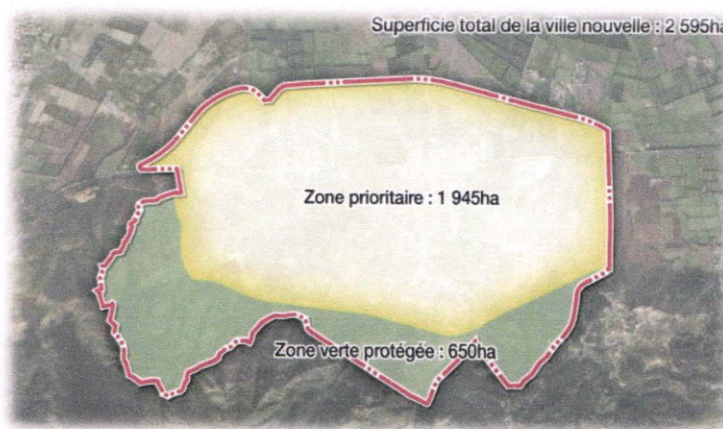 Superficie total de la ville nouvelle : 2 595ha
Zone prioritaire : 1 945ha
Zone verte protégée : 650ha